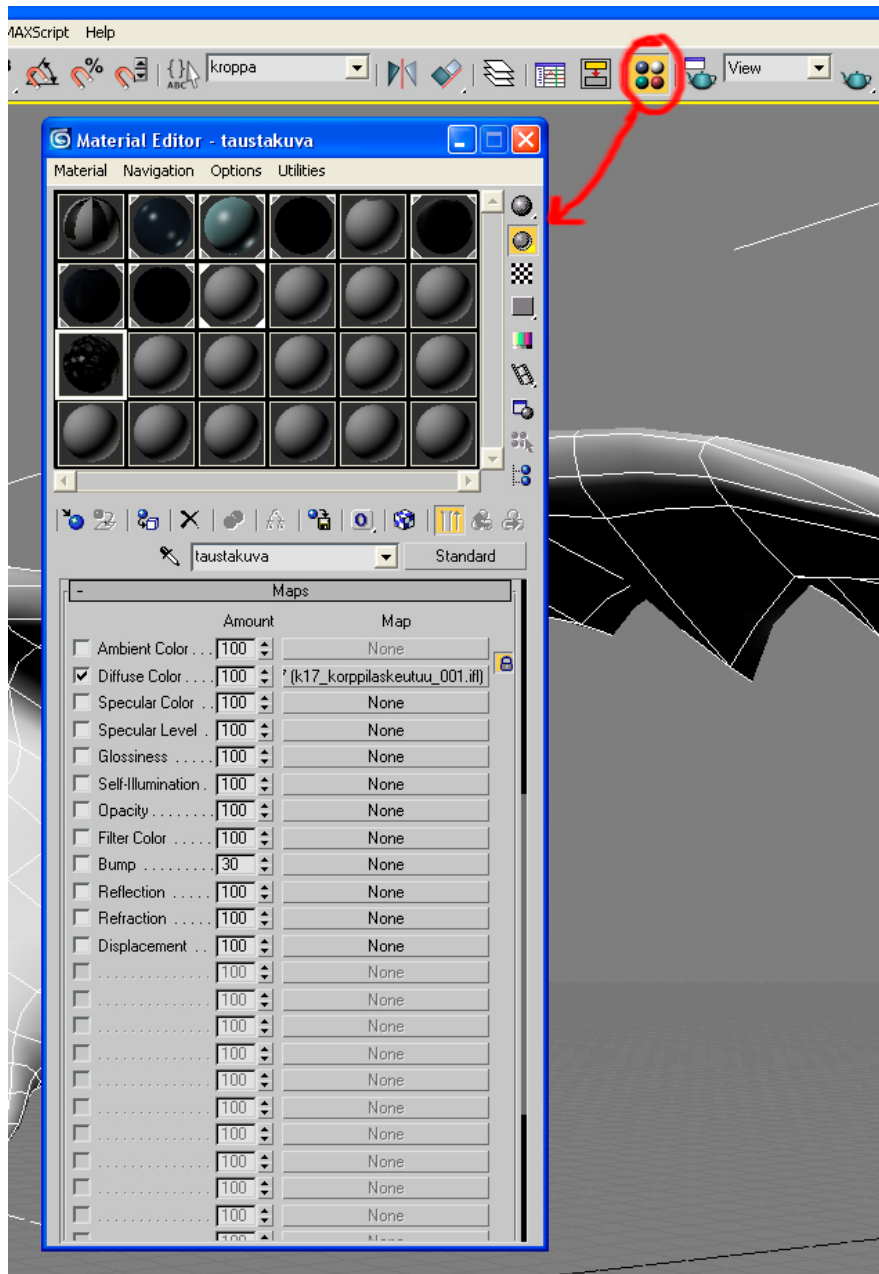 MAXScript Help
%
ABC
kroppa
View
Material Editor - taustakuva
Material Navigation Options Utilities
taustakuva
Standard
- Maps
Amount Map
Ambient Color . . . 100 None
Diffuse Color . . . . 100 ' (k17_korppilaskeutuu_001.ifl)
Specular Color . . 100 None
Specular Level . 100 None
Glossiness . . . . . 100 None
Self-Illumination . 100 None
Opacity . . . . . . . . 100 None
Filter Color . . . . . 100 None
Bump . . . . . . . . . 30 None
Reflection . . . . . 100 None
Refraction . . . . . 100 None
Displacement . . 100 None
. . . . . . . . . . . . . . 100 None
. . . . . . . . . . . . . . 100 None
. . . . . . . . . . . . . . 100 None
. . . . . . . . . . . . . . 100 None
. . . . . . . . . . . . . . 100 None
. . . . . . . . . . . . . . 100 None
. . . . . . . . . . . . . . 100 None
. . . . . . . . . . . . . . 100 None
. . . . . . . . . . . . . . 100 None
. . . . . . . . . . . . . . 100 None